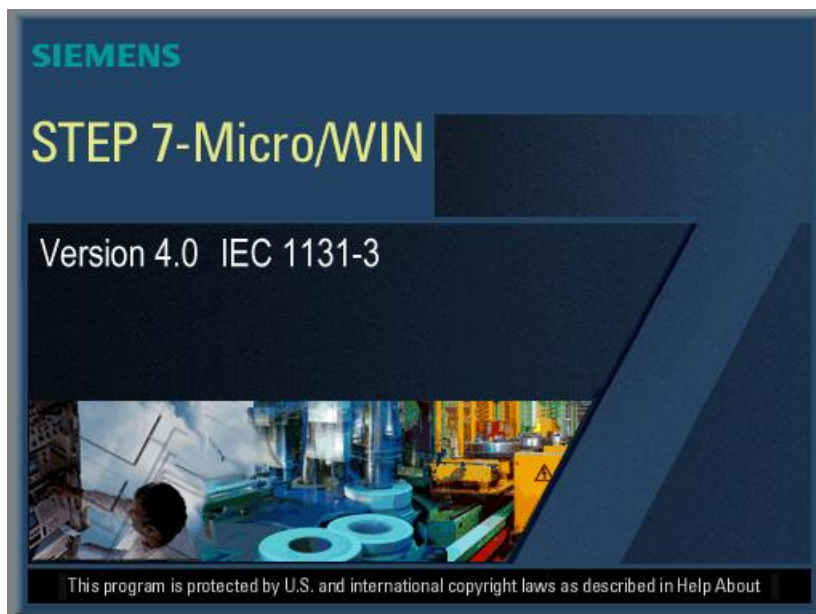 SIEMENS
STEP 7-Micro/WIN
Version 4.0 IEC 1131-3
This program is protected by U.S. and international copyright laws as described in Help About